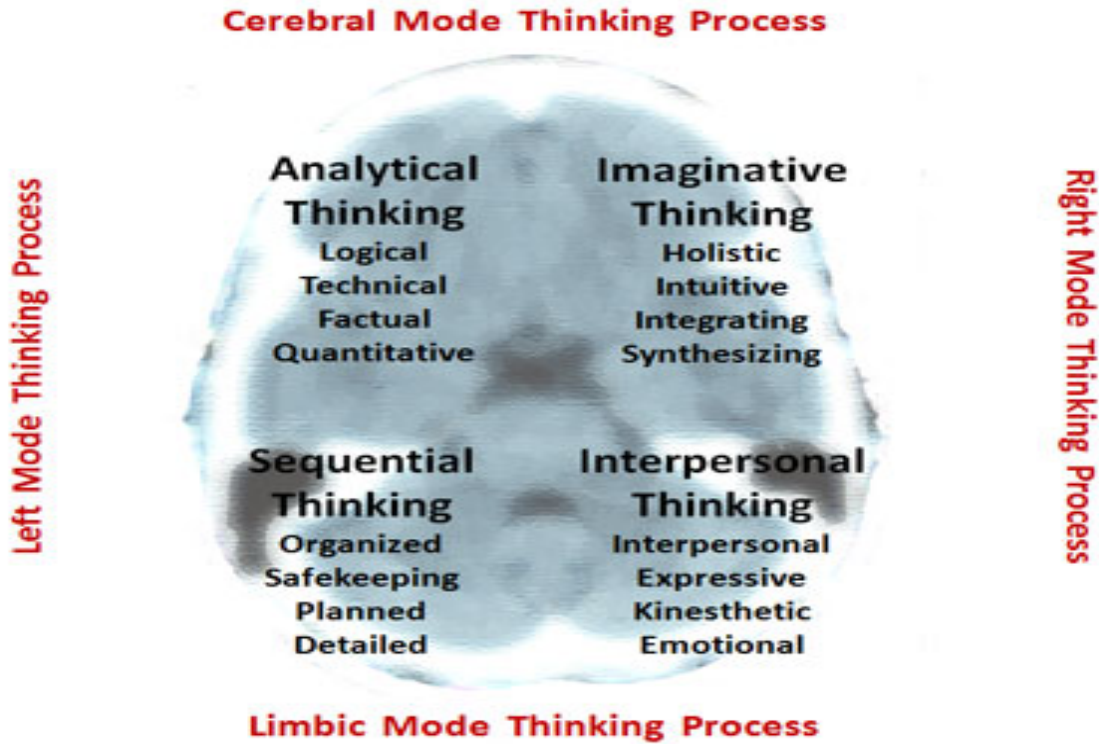 Cerebral Mode Thinking Process
Left Mode Thinking Process
Analytical
Thinking
Logical
Technical
Factual
Quantitative
Imaginative
Thinking
Holistic
Intuitive
Integrating
Synthesizing
Sequential
Thinking
Organized
Safekeeping
Planned
Detailed
Interpersonal
Thinking
Interpersonal
Expressive
Kinesthetic
Emotional
Right Mode Thinking Process
Limbic Mode Thinking Process